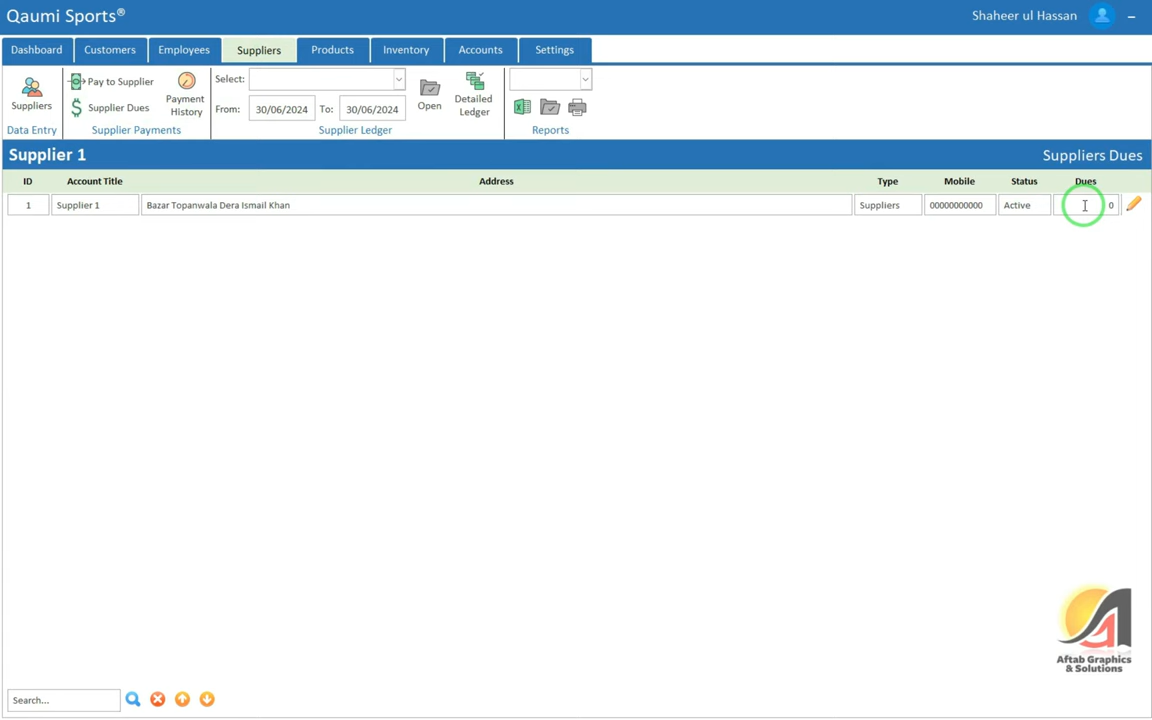 Qaumi Sports®
Shaheer ul Hassan
Dashboard Customers Employees Suppliers Products Inventory Accounts Settings
Suppliers
Data Entry
Pay to Supplier
Supplier Dues
Payment
History
Supplier Payments
Select:
From: 30/06/2024 To: 30/06/2024
Open
Detailed
Ledger
Supplier Ledger
Reports
Supplier 1
Suppliers Dues
ID Account Title Address Type Mobile Status Dues
1 Supplier 1 Bazar Topanwala Dera Ismail Khan Suppliers 00000000000 Active 0
Aftab Graphics
& Solutions
Search...